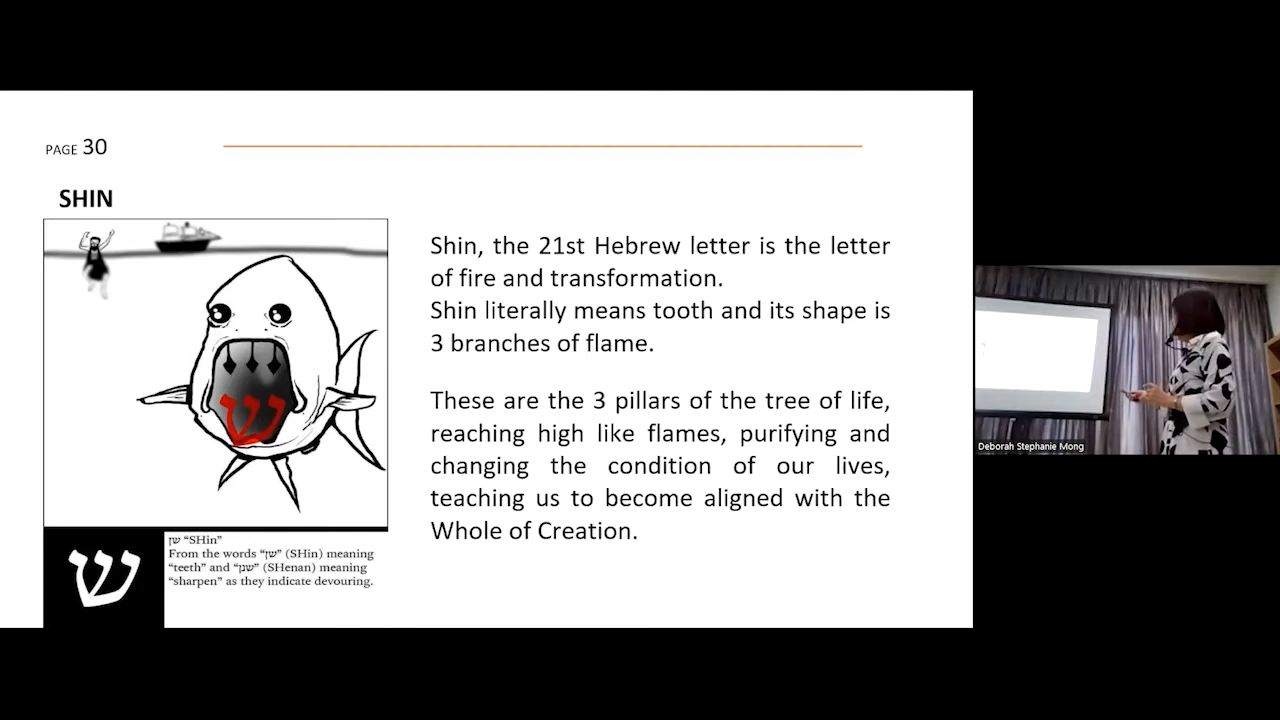 PAGE 30
SHIN
Shin, the 21st Hebrew letter is the letter
of fire and transformation.
Shin literally means tooth and its shape is
3 branches of flame.
These are the 3 pillars of the tree of life,
reaching high like flames, purifying and
changing the condition of our lives,
teaching us to become aligned with the
Whole of Creation.
ש
ש
שן “SHin”
From the words “שן” (SHin) meaning
“teeth” and “שנן” (SHenan) meaning
“sharpen” as they indicate devouring.
Deborah Stephanie Mong